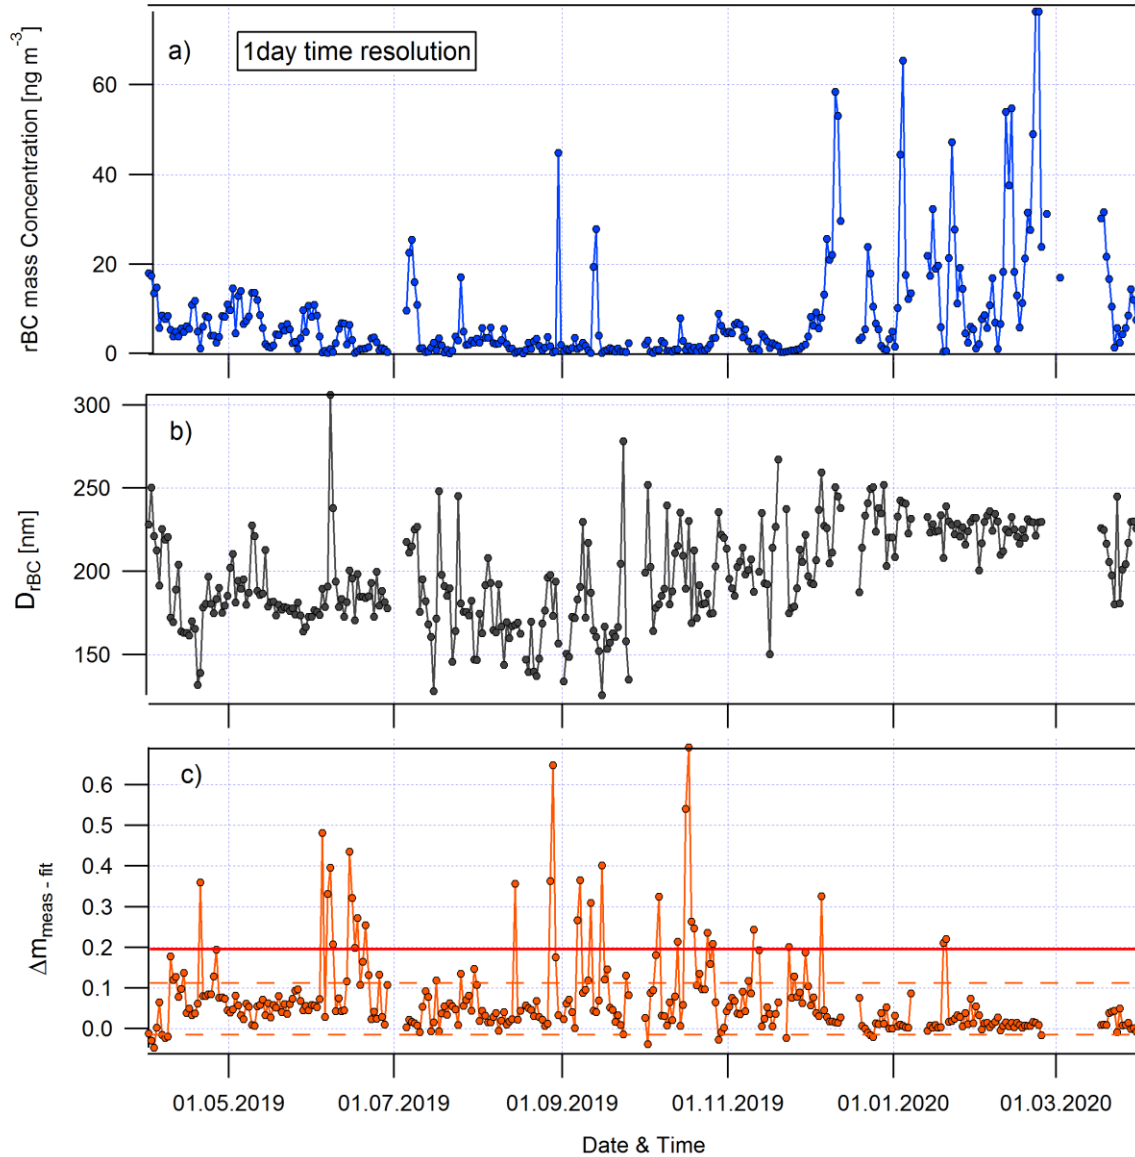 a)
1day time resolution
rBC mass Concentration [ng m⁻³]
60
40
20
0
b)
D_rBC [nm]
300
250
200
150
c)
Δm_meas - fit
0.6
0.5
0.4
0.3
0.2
0.1
0.0
01.05.2019 01.07.2019 01.09.2019 01.11.2019 01.01.2020 01.03.2020
Date & Time